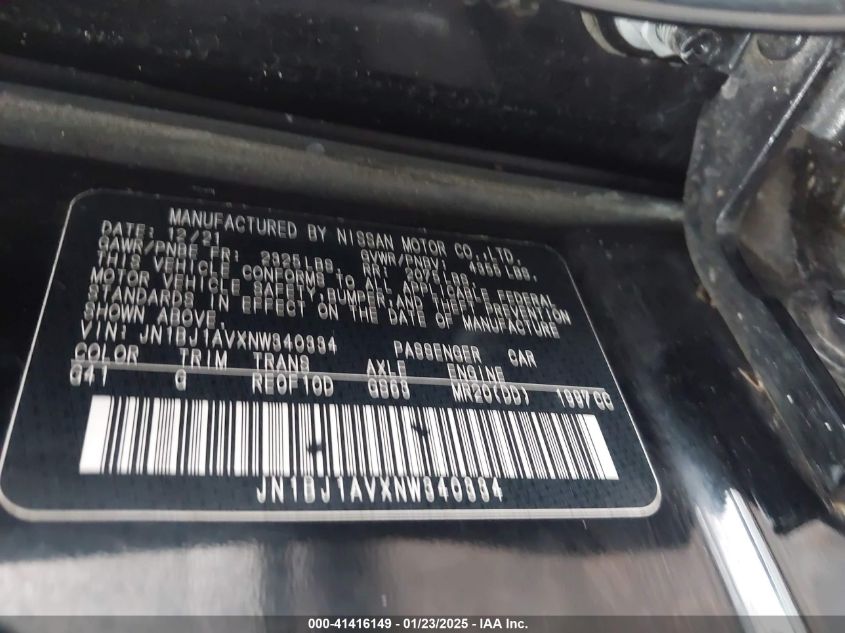 MANUFACTURED BY NISSAN MOTOR CO.,LTD.
DATE: 12/21 GVWR/PNBV:
GAWR/PNBE FR: 2325LBS. RR: 2075LBS.
THIS VEHICLE CONFORMS TO ALL APPLICABLE FEDERAL
MOTOR VEHICLE SAFETY,BUMPER,AND THEFT PREVENTION
STANDARDS IN EFFECT ON THE DATE OF MANUFACTURE
SHOWN ABOVE.
VIN: JN1BJ1AVXNW340334 PASSENGER CAR
COLOR TRIM TRANS AXLE ENGINE
G41 G RE0F10D GS63 MR20(DD) 1997CC
JN1BJ1AVXNW340334
000-41416149 | 01/23/2025 - IAA Inc.